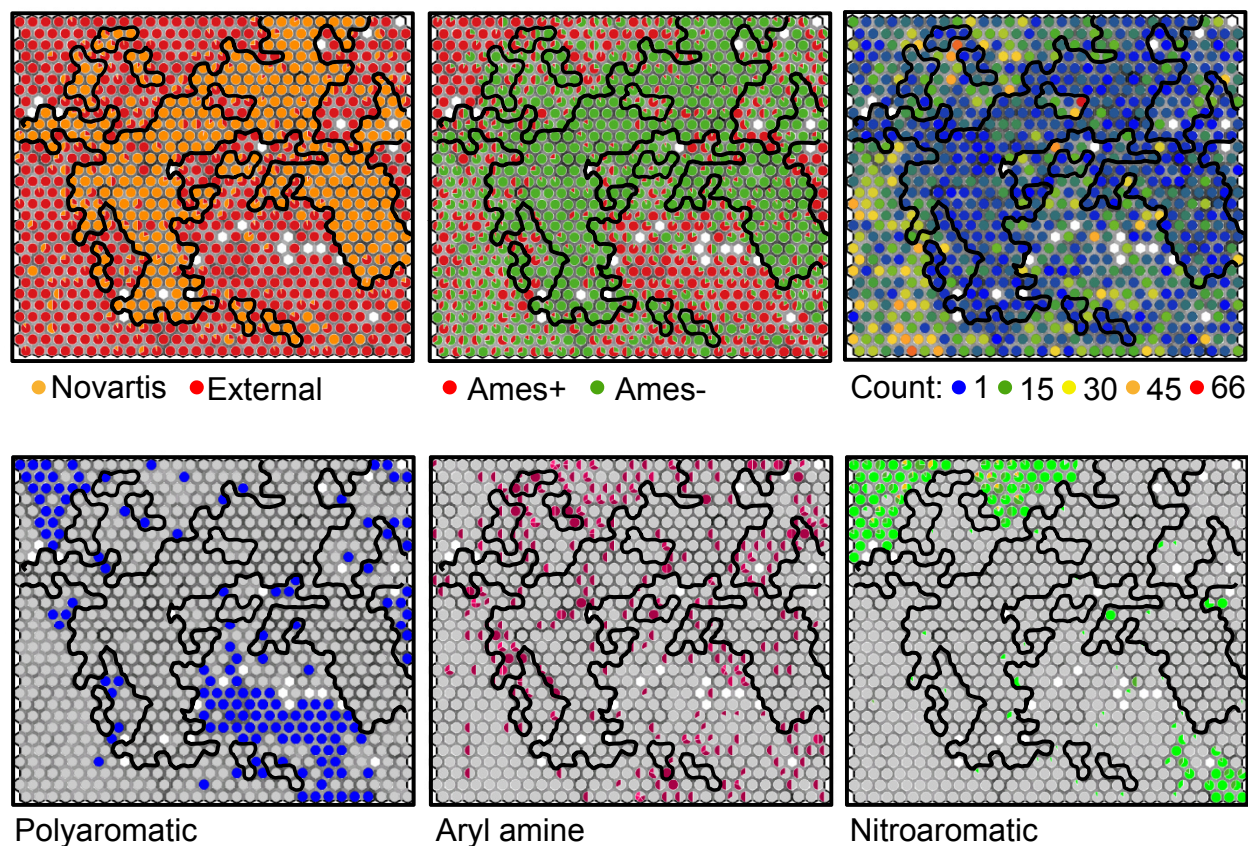 Novartis External
Ames+ Ames-
Count: 1 15 30 45 66
Polyaromatic
Aryl amine
Nitroaromatic